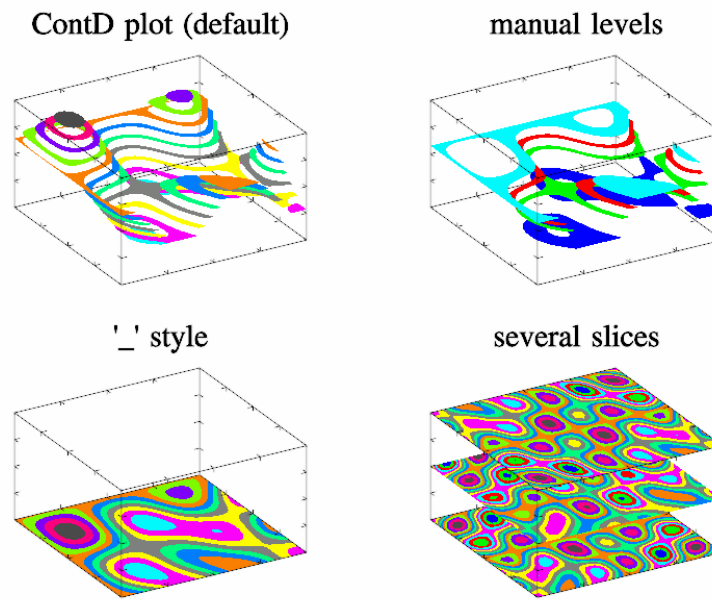 ContD plot (default)
manual levels
'_' style
several slices